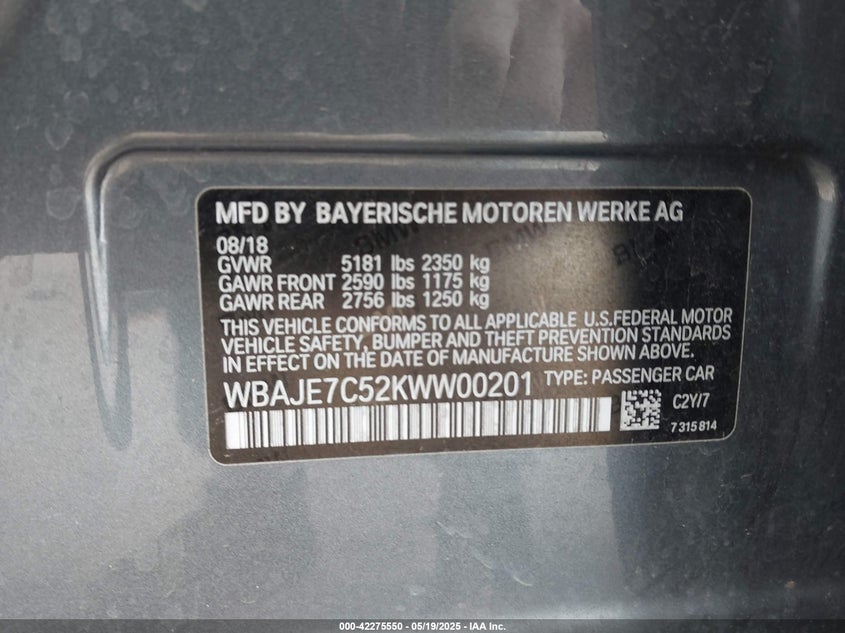 MFD BY BAYERISCHE MOTOREN WERKE AG
08/18
GVWR 5181 lbs 2350 kg
GAWR FRONT 2590 lbs 1175 kg
GAWR REAR 2756 lbs 1250 kg
THIS VEHICLE CONFORMS TO ALL APPLICABLE U.S.FEDERAL MOTOR
VEHICLE SAFETY, BUMPER AND THEFT PREVENTION STANDARDS
IN EFFECT ON THE DATE OF MANUFACTURE SHOWN ABOVE.
WBAJE7C52KWW00201 TYPE: PASSENGER CAR
C2Y/7
7 315 814
000-42275550 - 05/19/2025 - IAA Inc.